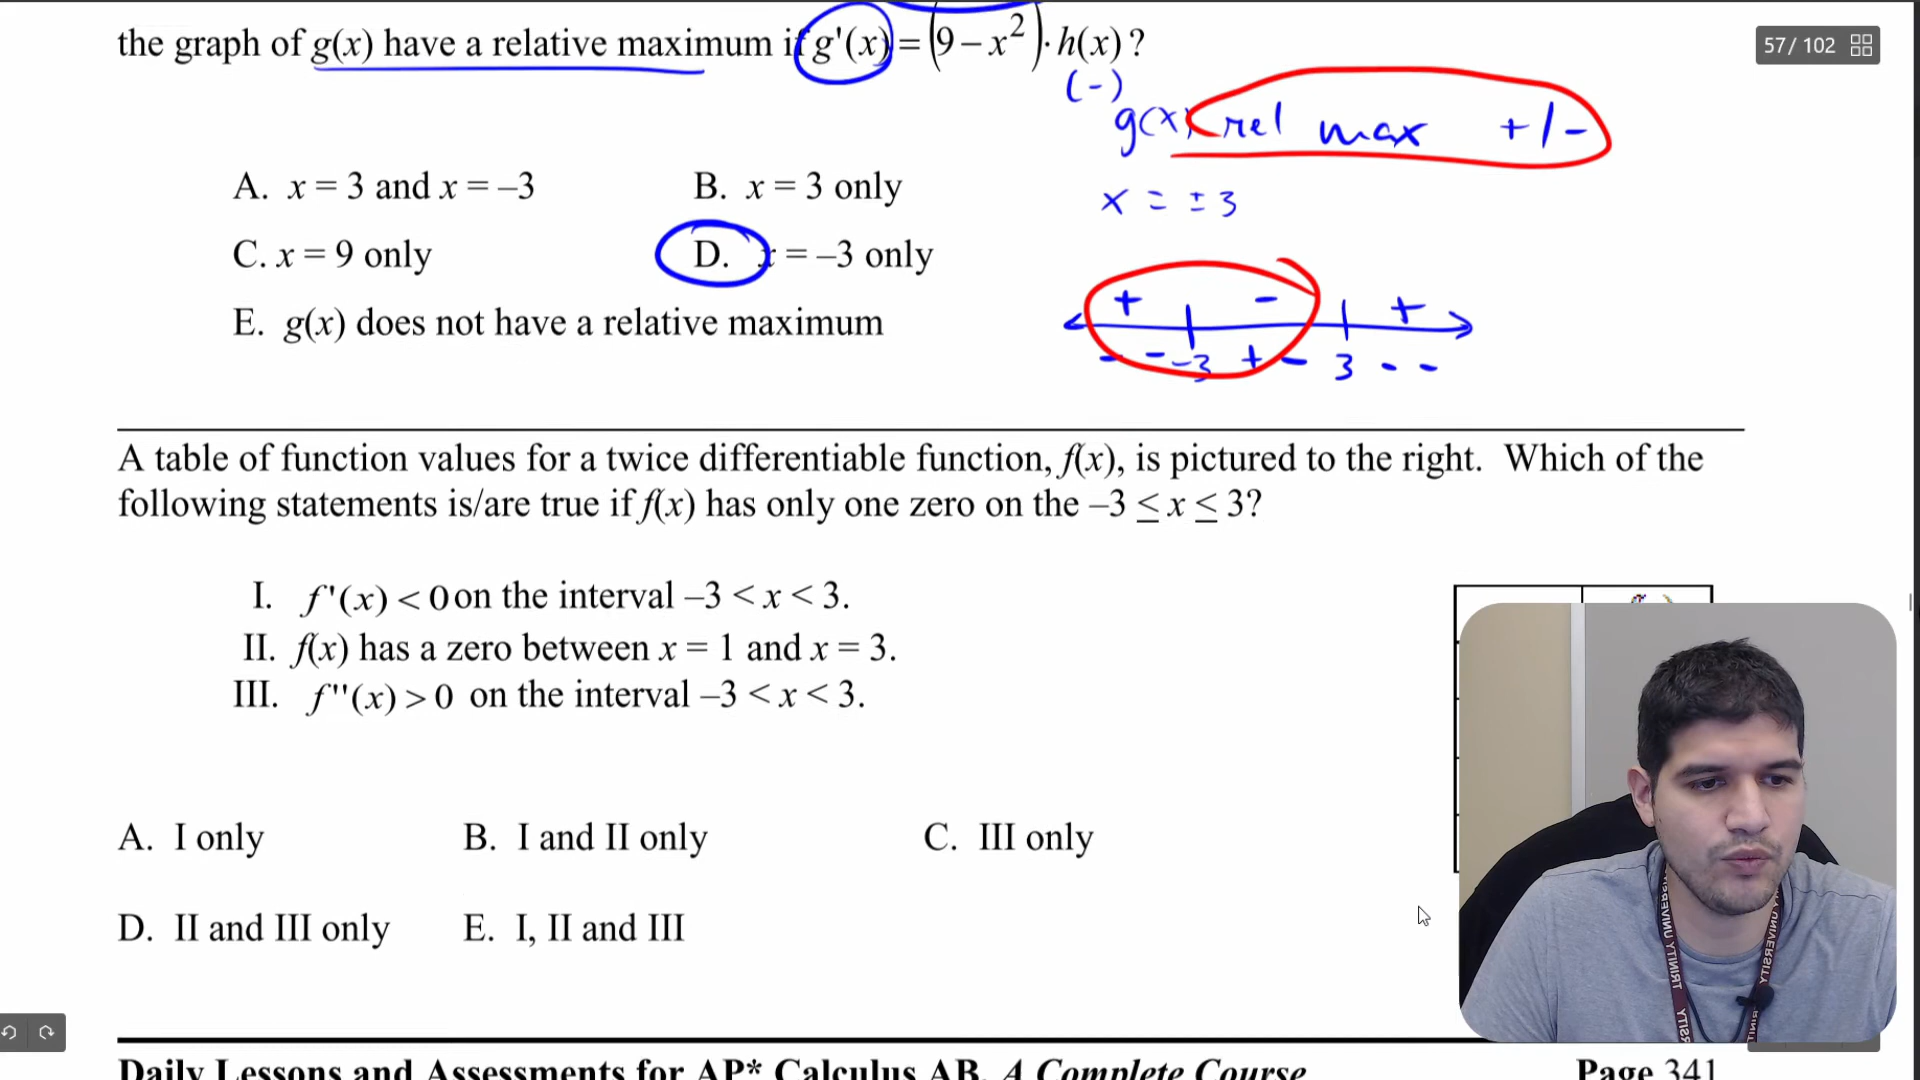 the graph of g(x) have a relative maximum if g'(x) = (9 – x²) · h(x) ?
57 / 102
(-)
g(x) rel max +/-
A. x = 3 and x = –3
B. x = 3 only
x = ± 3
C. x = 9 only
D. x = –3 only
+ - +
E. g(x) does not have a relative maximum
- - -3 + - 3 - -
A table of function values for a twice differentiable function, f(x), is pictured to the right. Which of the
following statements is/are true if f(x) has only one zero on the –3 ≤ x ≤ 3?
I. f'(x) < 0 on the interval –3 < x < 3.
II. f(x) has a zero between x = 1 and x = 3.
III. f''(x) > 0 on the interval –3 < x < 3.
A. I only
B. I and II only
C. III only
D. II and III only
E. I, II and III
TRINITY UNIVERSITY
Daily Lessons and Assessments for AP* Calculus AB, A Complete Course
Page 341